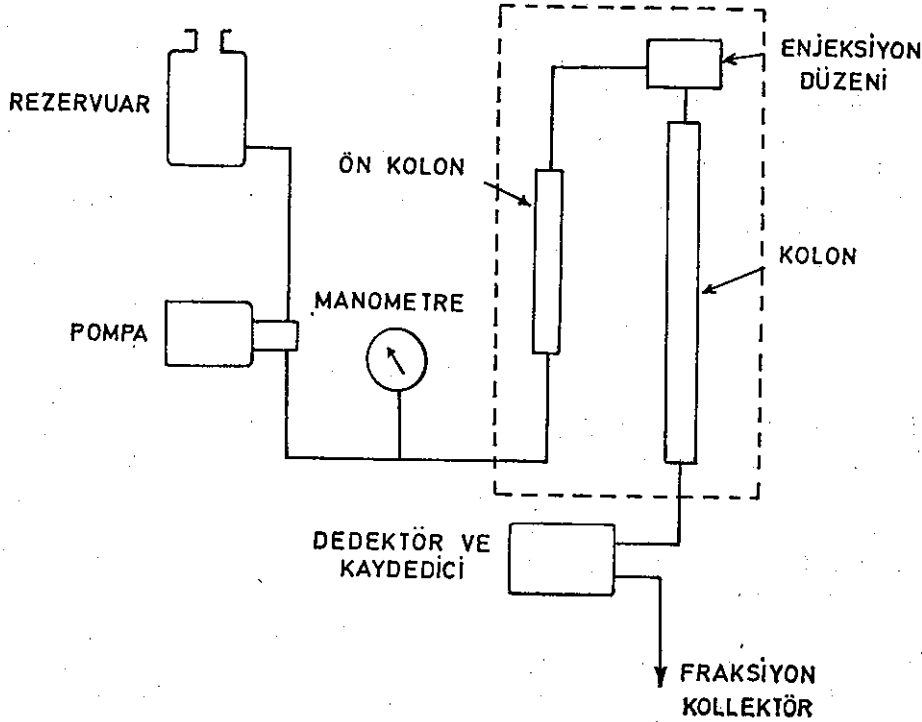 ENJEKSİYON
DÜZENİ
REZERVUAR
ÖN KOLON
KOLON
MANOMETRE
POMPA
DEDEKTÖR VE
KAYDEDİCİ
FRAKSİYON
KOLLEKTÖR